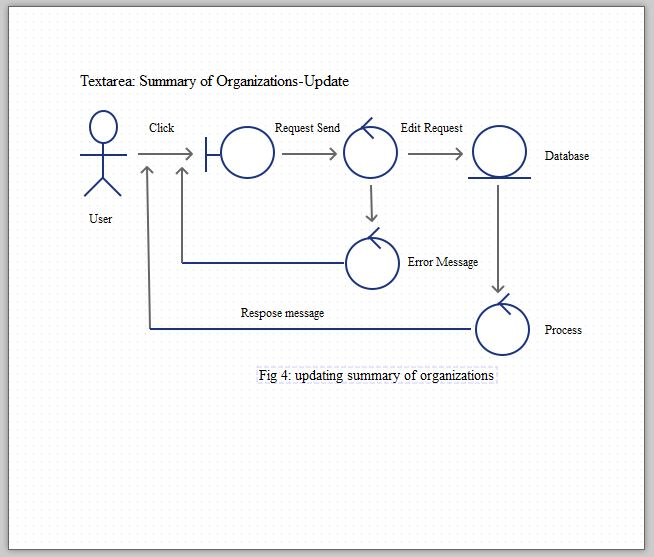 Textarea: Summary of Organizations-Update
Click
Request Send
Edit Request
Database
User
Error Message
Respose message
Process
Fig 4: updating summary of organizations